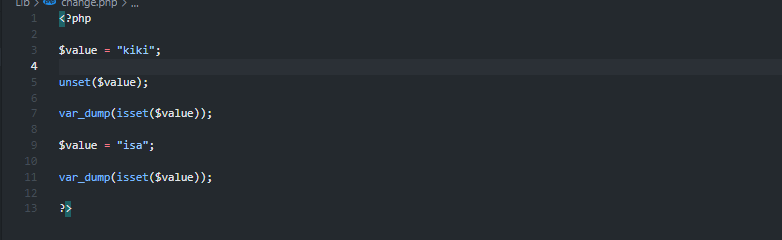 Lib > change.php > ...
1 <?php
2
3 $value = "kiki";
4
5 unset($value);
6
7 var_dump(isset($value));
8
9 $value = "isa";
10
11 var_dump(isset($value));
12
13 ?>